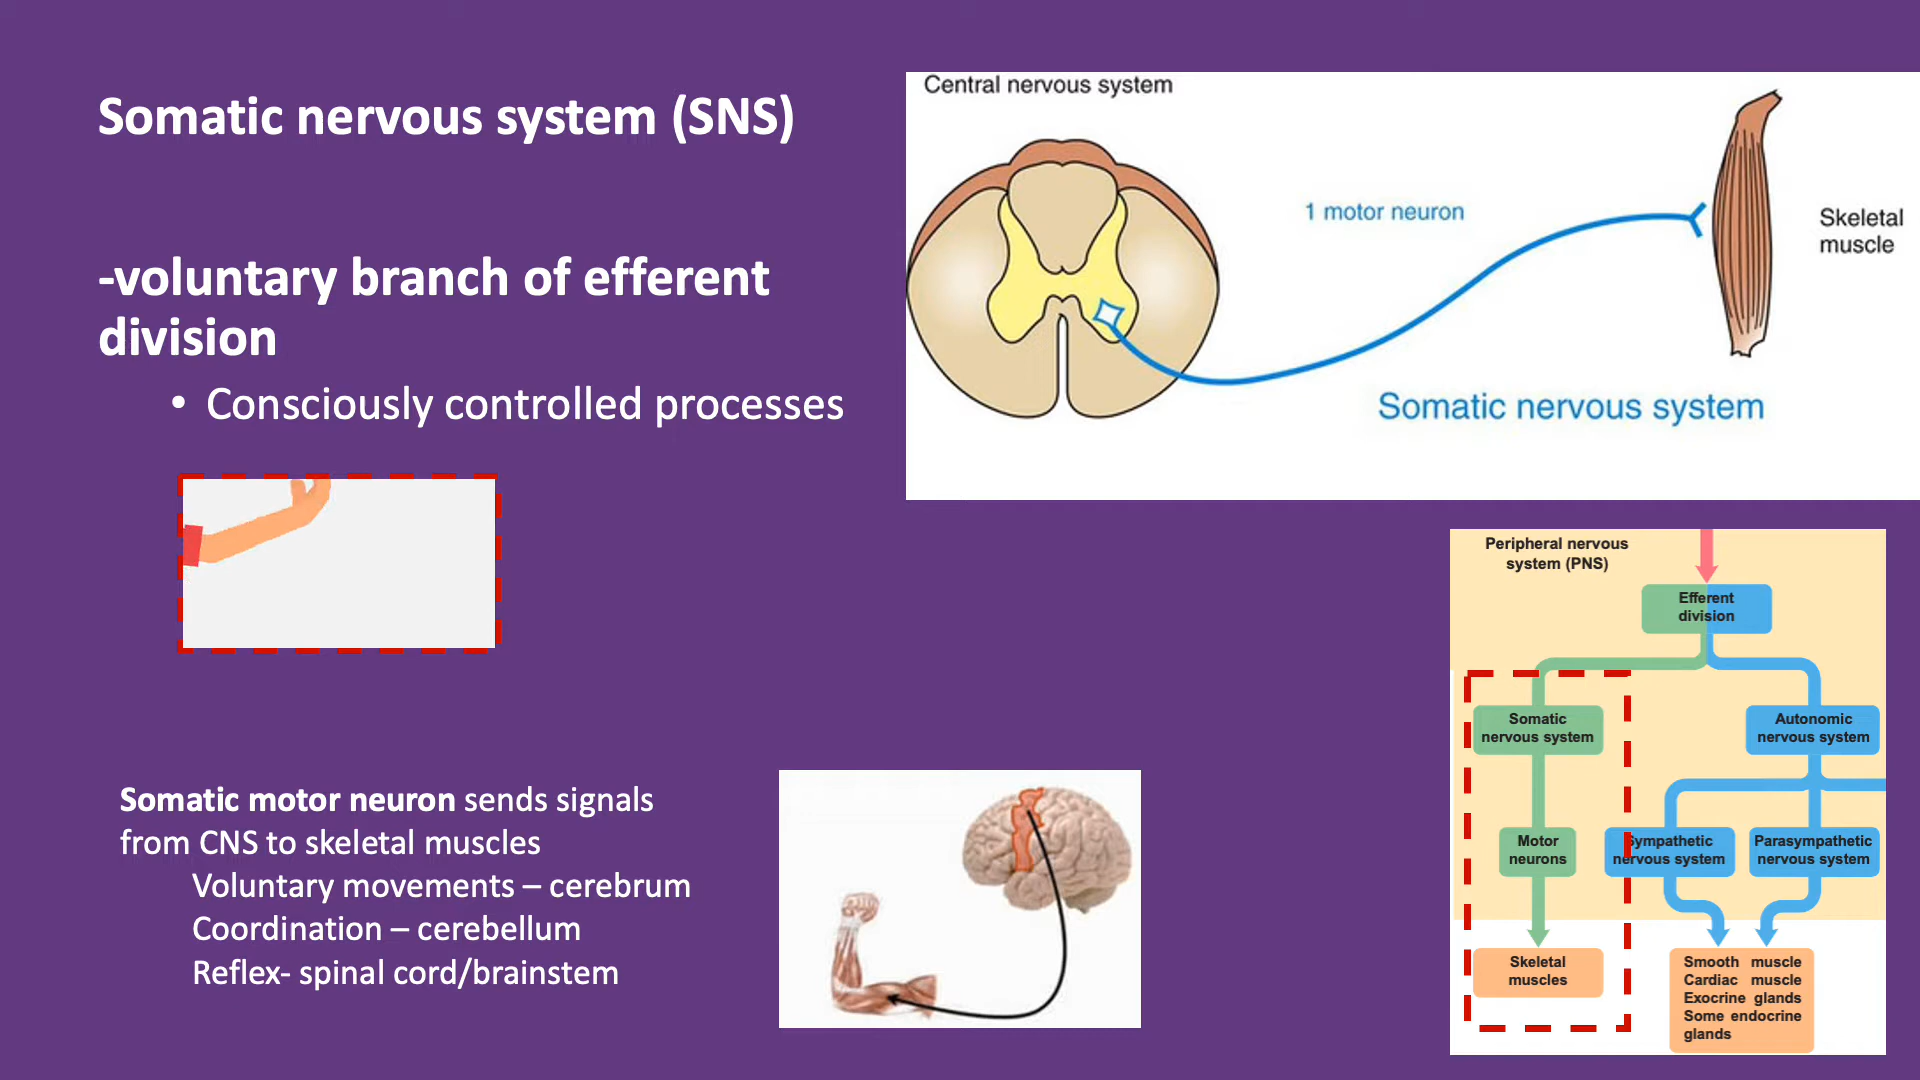 Somatic nervous system (SNS)
-voluntary branch of efferent
division
• Consciously controlled processes
Somatic motor neuron sends signals
from CNS to skeletal muscles
Voluntary movements – cerebrum
Coordination – cerebellum
Reflex- spinal cord/brainstem
Central nervous system
1 motor neuron
Skeletal
muscle
Somatic nervous system
Peripheral nervous
system (PNS)
Efferent
division
Somatic
nervous system
Autonomic
nervous system
Motor
neurons
Sympathetic
nervous system
Parasympathetic
nervous system
Skeletal
muscles
Smooth muscle
Cardiac muscle
Exocrine glands
Some endocrine
glands